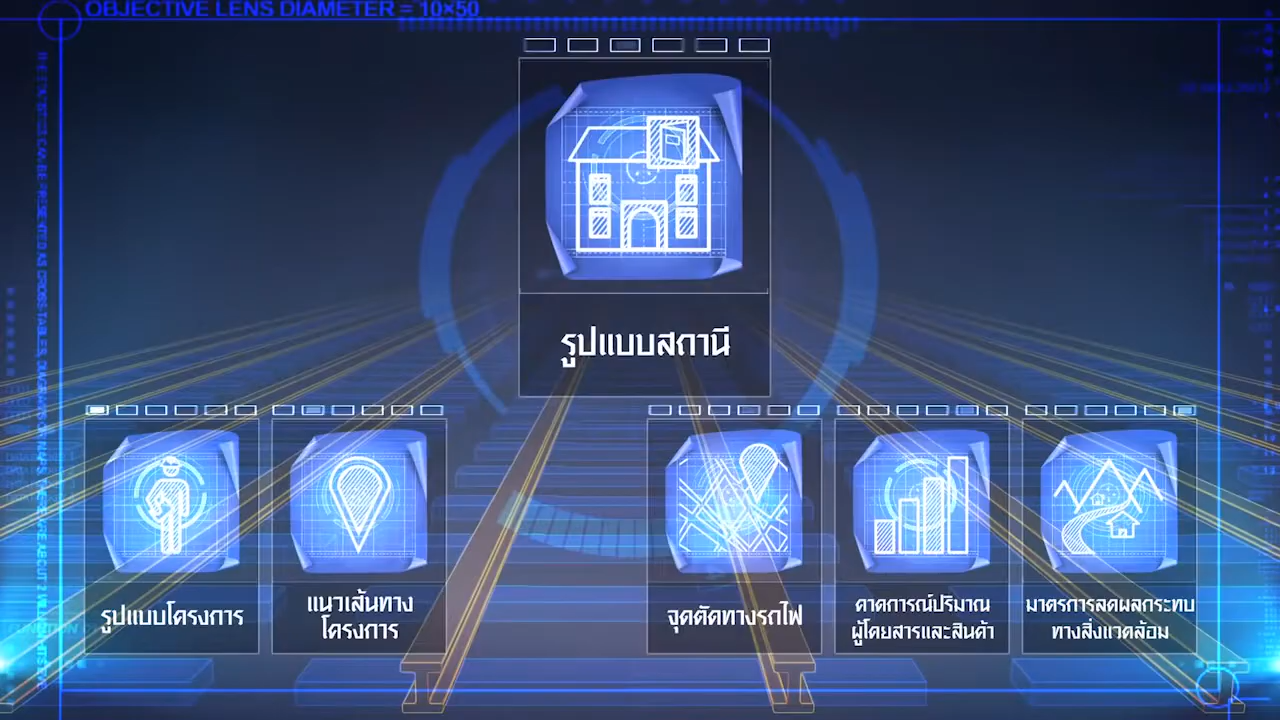 OBJECTIVE LENS DIAMETER = 10×50
รูปแบบสถานี
รูปแบบโครงการ
แนวเส้นทาง
โครงการ
จุดตัดทางรถไฟ
คาดการณ์ปริมาณ
ผู้โดยสารและสินค้า
มาตรการลดผลกระทบ
ทางสิ่งแวดล้อม